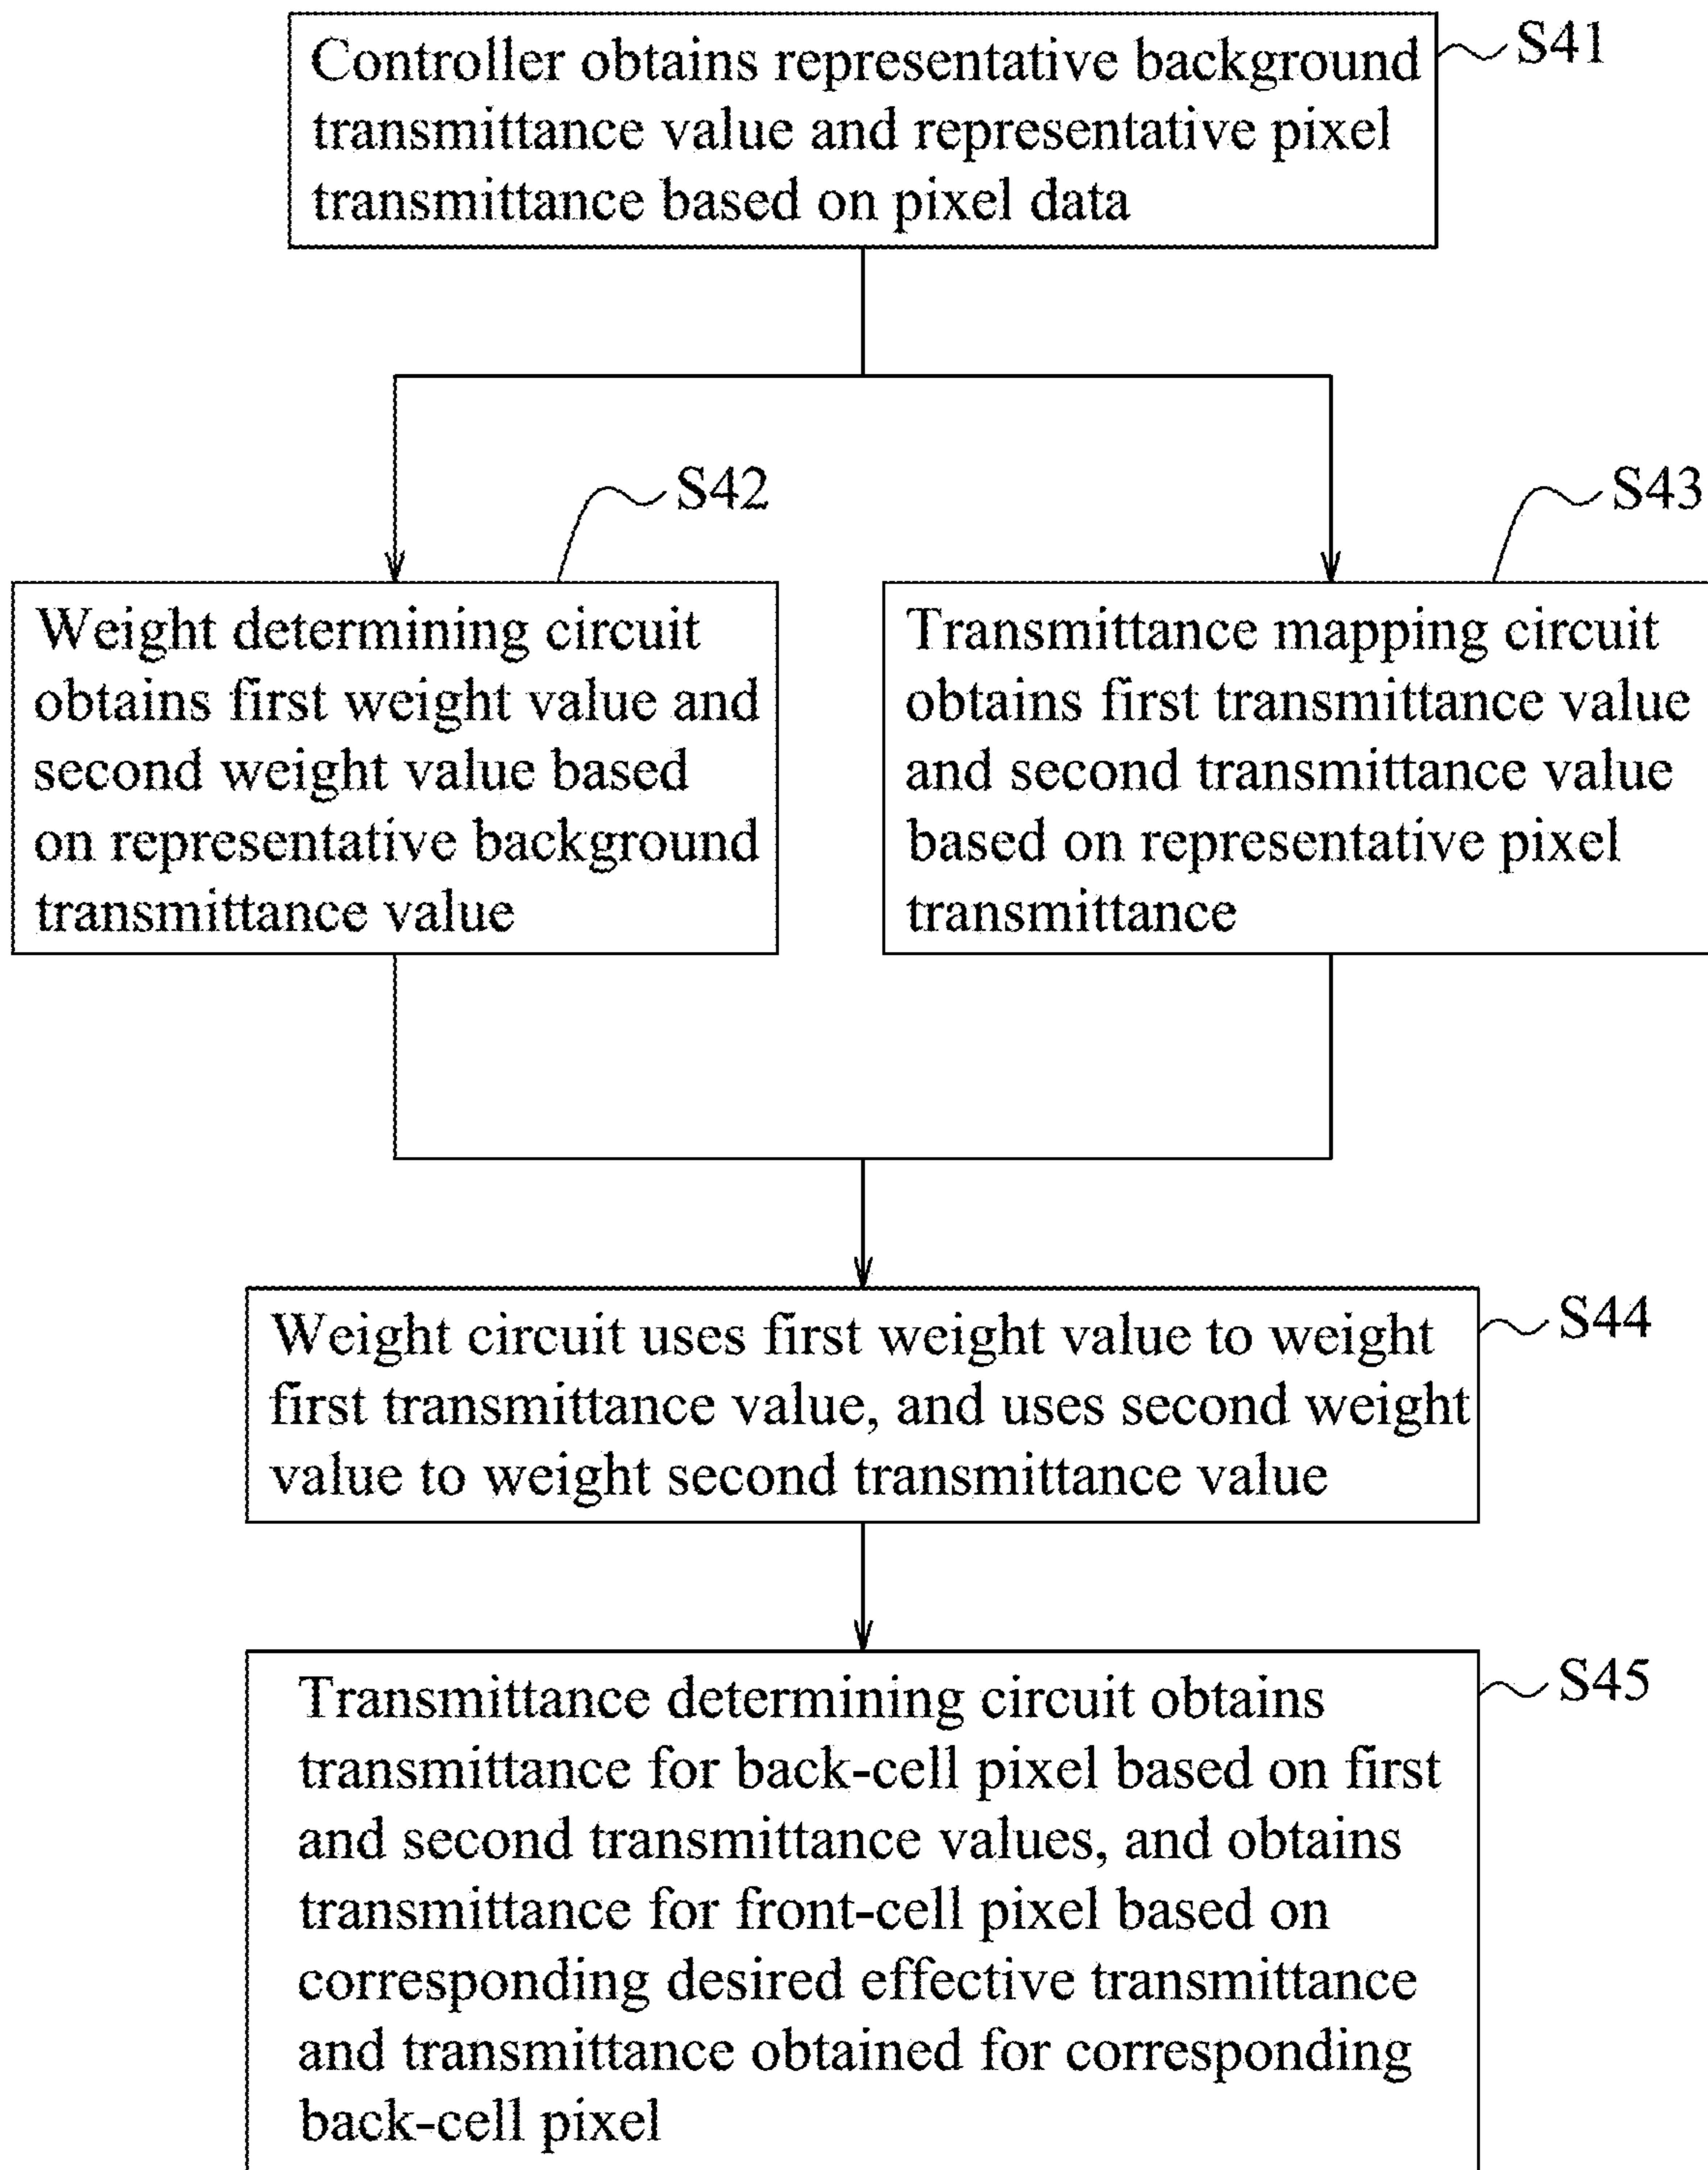 Controller obtains representative background
transmittance value and representative pixel
transmittance based on pixel data
S41
S42
S43
Weight determining circuit
obtains first weight value and
second weight value based
on representative background
transmittance value
Transmittance mapping circuit
obtains first transmittance value
and second transmittance value
based on representative pixel
transmittance
Weight circuit uses first weight value to weight
first transmittance value, and uses second weight
value to weight second transmittance value
S44
Transmittance determining circuit obtains
transmittance for back-cell pixel based on first
and second transmittance values, and obtains
transmittance for front-cell pixel based on
corresponding desired effective transmittance
and transmittance obtained for corresponding
back-cell pixel
S45